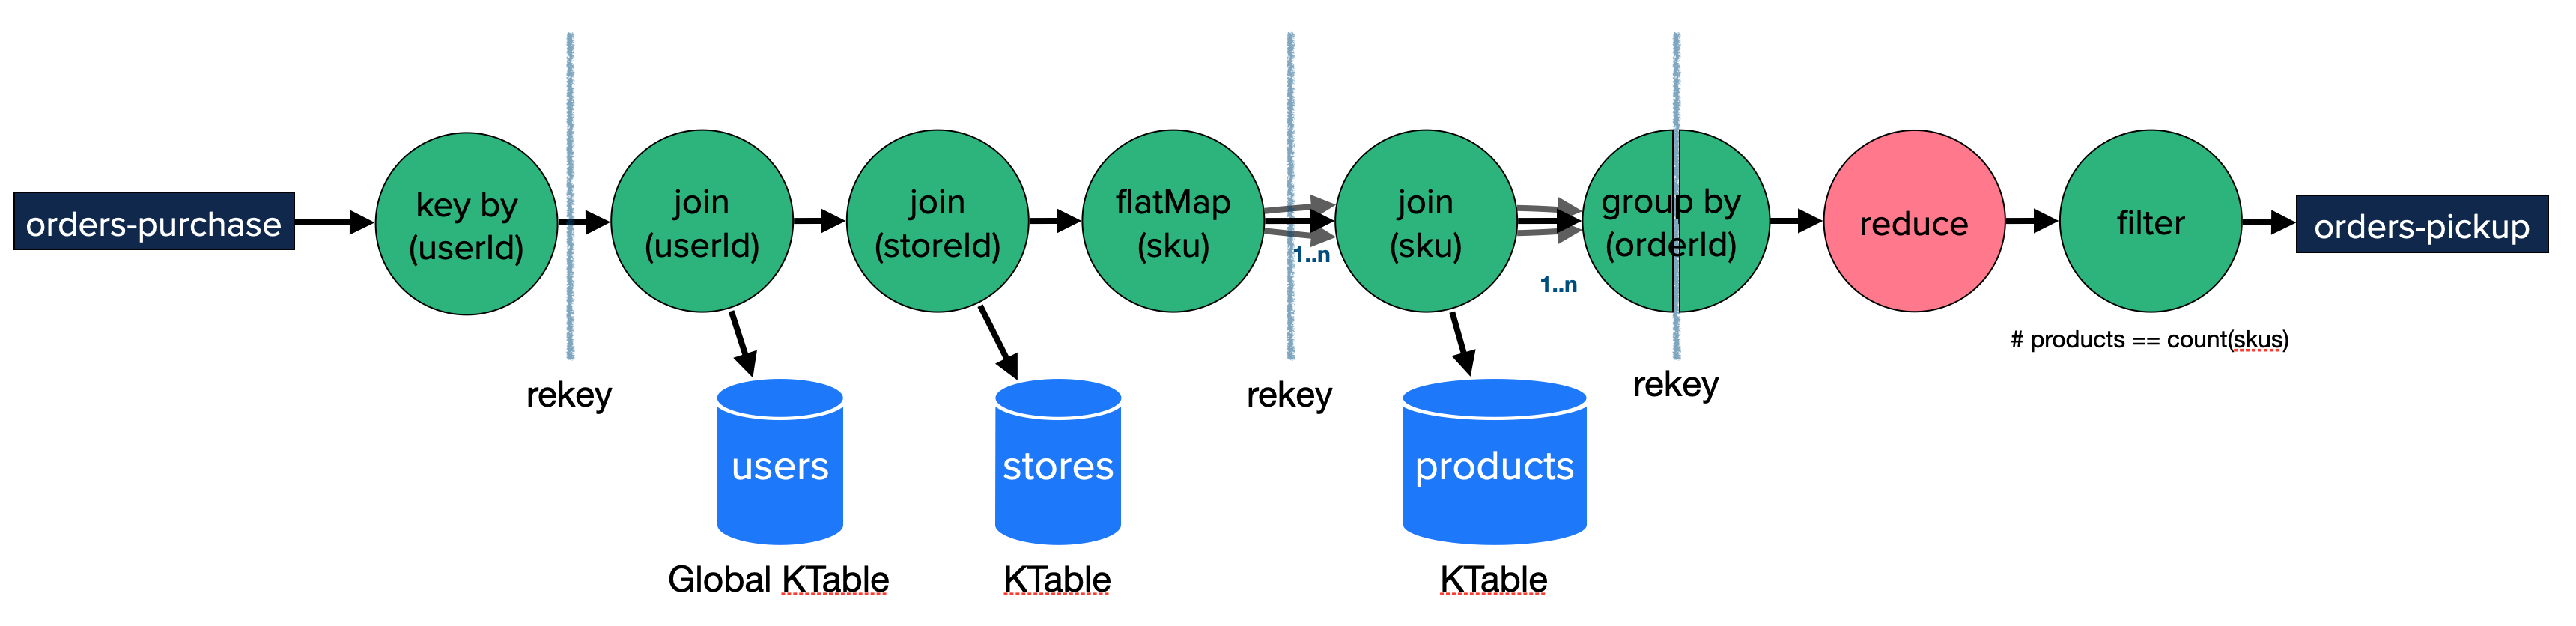 orders-purchase
key by
(userId)
rekey
join
(userId)
users
Global KTable
join
(storeId)
stores
KTable
flatMap
(sku)
1..n
rekey
join
(sku)
products
KTable
1..n
group by
(orderId)
rekey
reduce
filter
# products == count(skus)
orders-pickup